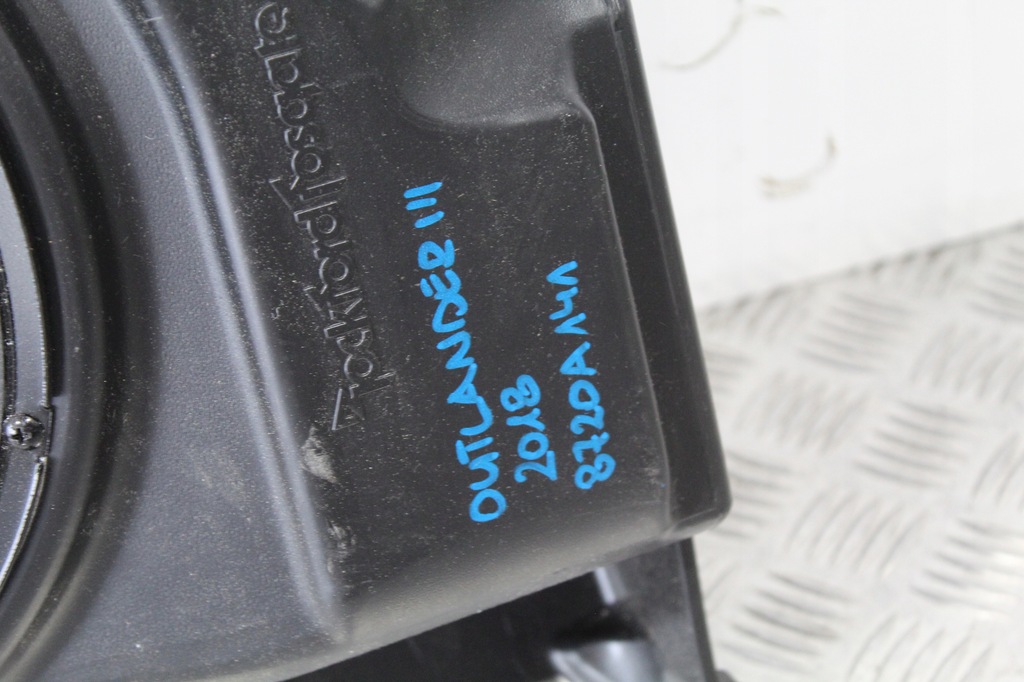 rockford fosgate
OUTLANDER III
2018
8720A141